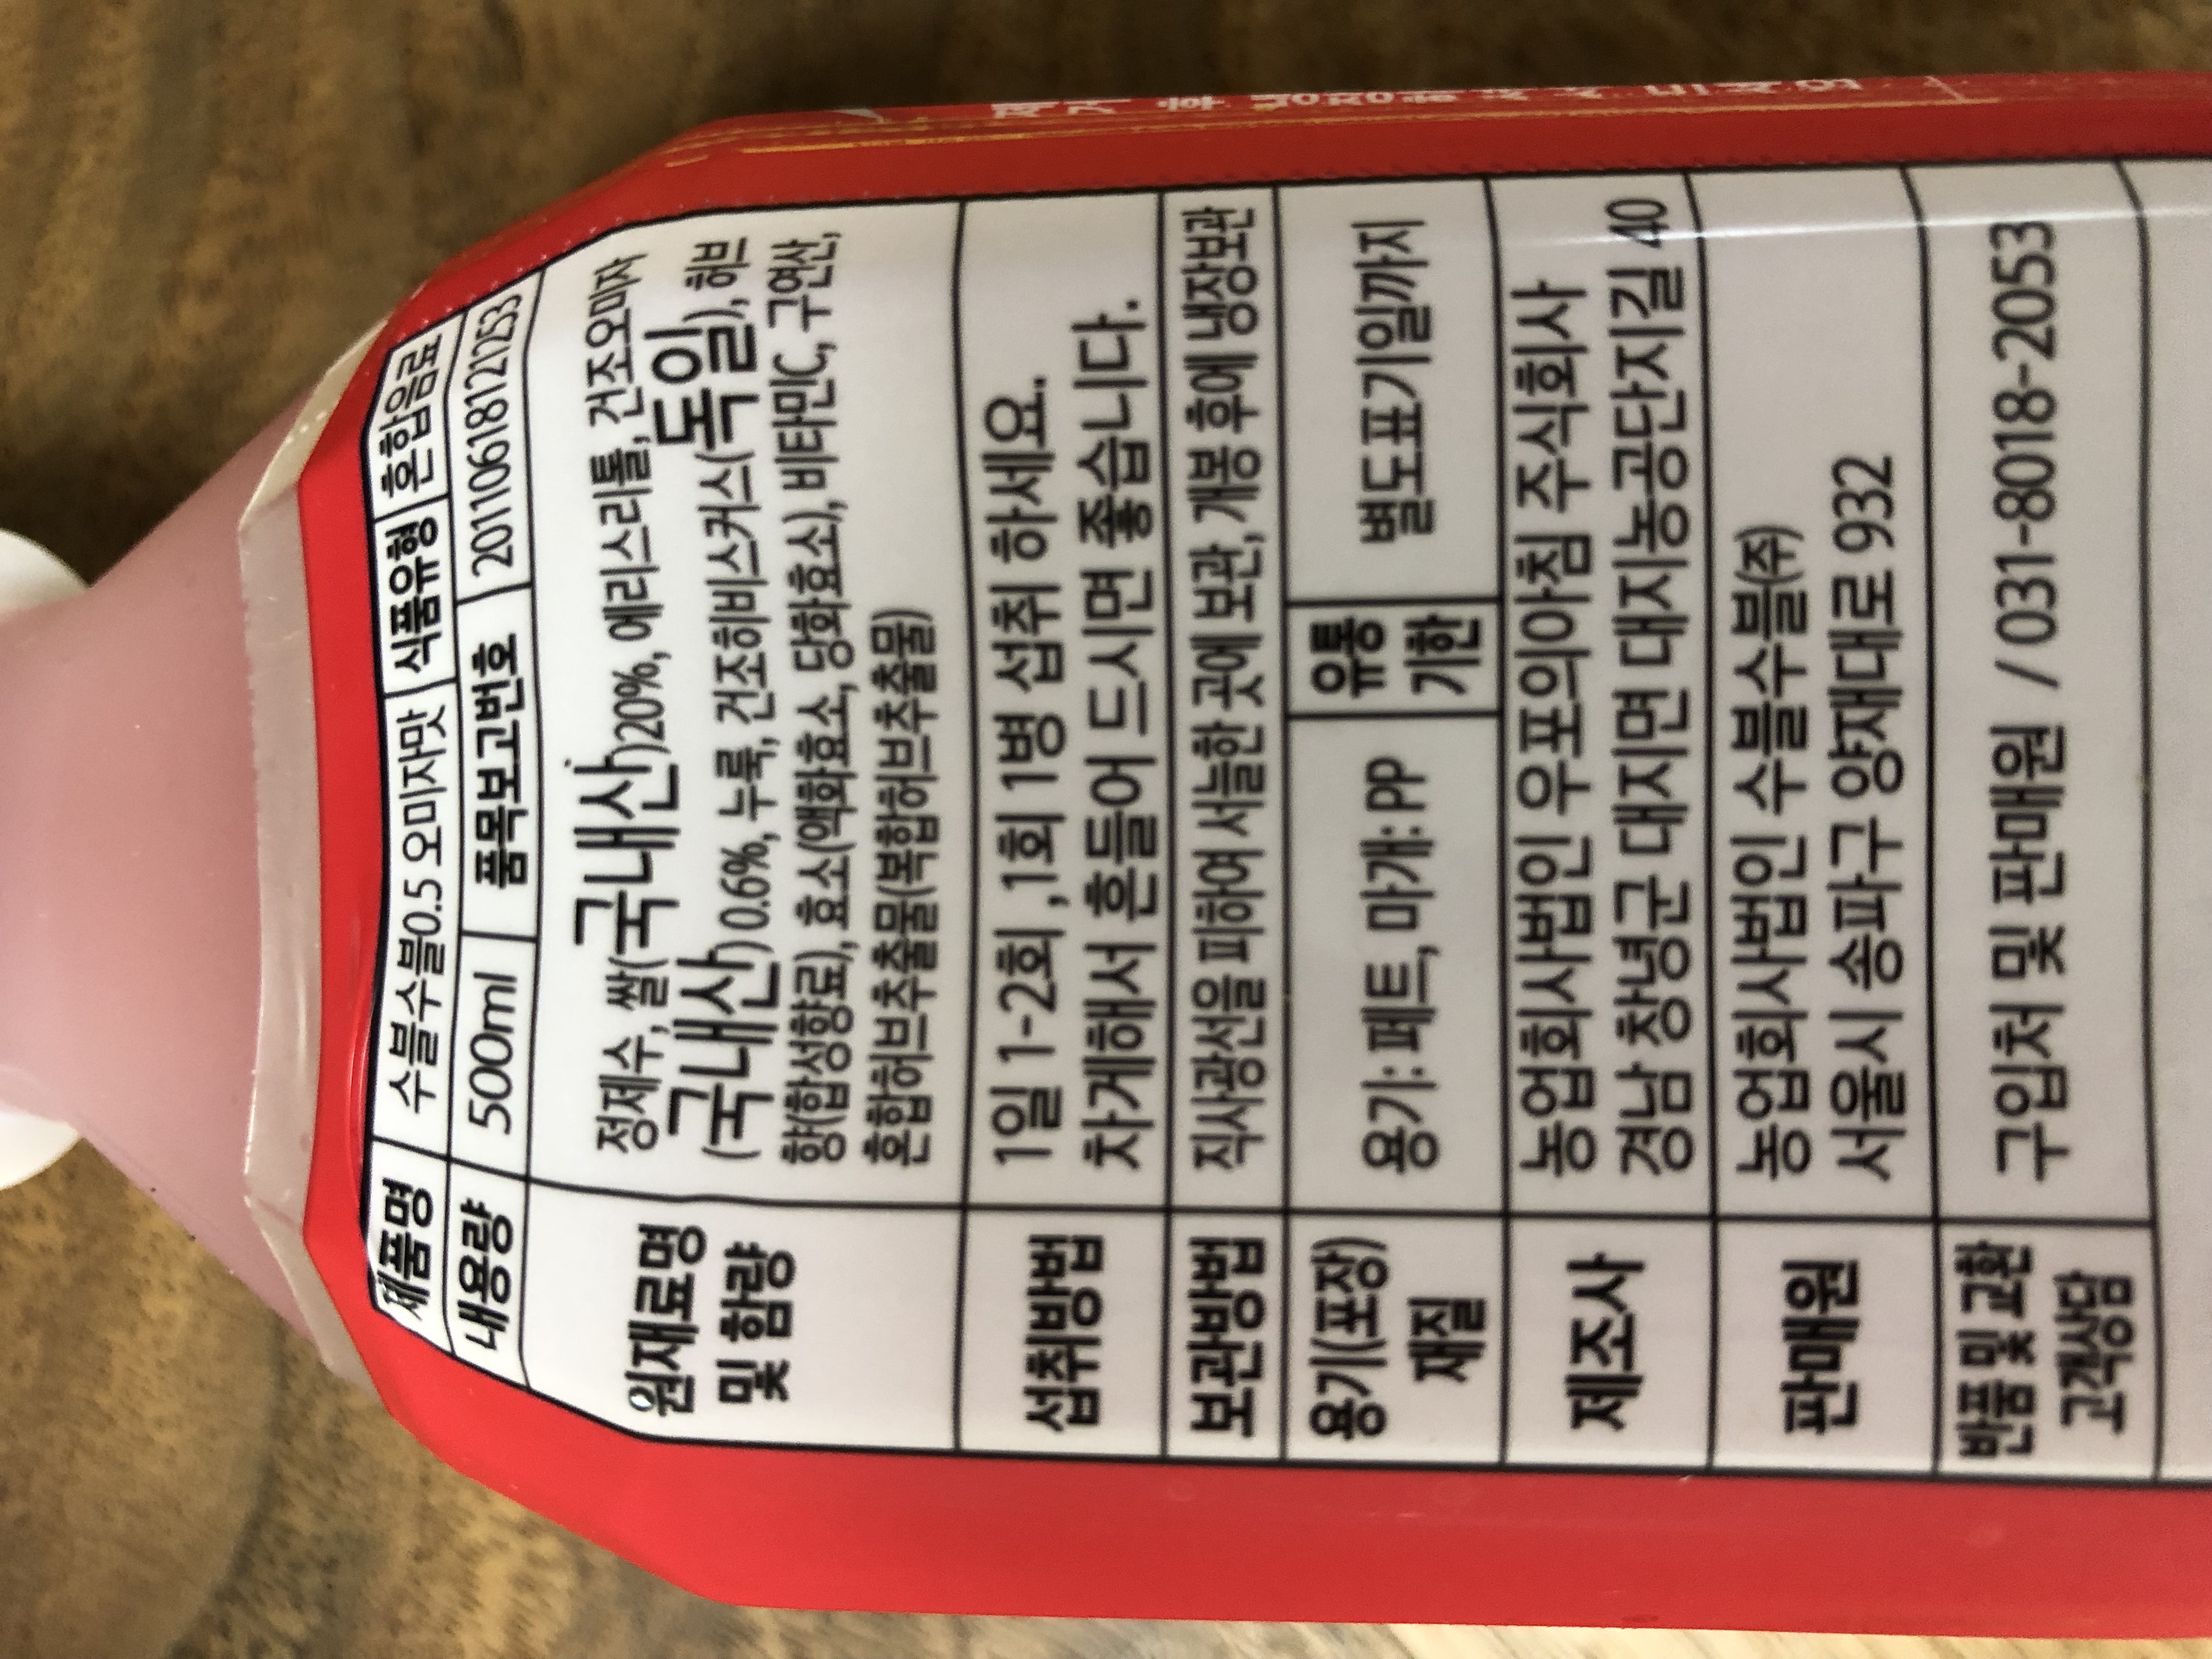 제품명 수블수블0.5 오미자맛 식품유형 혼합음료
내용량 500ml 품목보고번호 20110618121253
원재료명 및 함량
정제수, 쌀(국내산)20%, 에리스리톨, 건조오미자
(국내산) 0.6%, 누룩, 건조히비스커스(독일), 허브
향(합성향료), 효소(액화효소, 당화효소), 비타민C, 구연산,
혼합허브추출물(복합허브추출물)
섭취방법
1일 1-2회 ,1회 1병 섭취 하세요.
차게해서 흔들어 드시면 좋습니다.
보관방법 직사광선을 피하여 서늘한 곳에 보관, 개봉 후에 냉장보관
용기(포장) 재질 용기: 페트, 마개: PP 유통 기한 별도표기일까지
제조사
농업회사법인 우포의아침 주식회사
경남 창녕군 대지면 대지농공단지길 40
판매원
농업회사법인 수블수블(주)
서울시 송파구 양재대로 932
반품 및 교환
고객상담
구입처 및 판매원 / 031-8018-2053